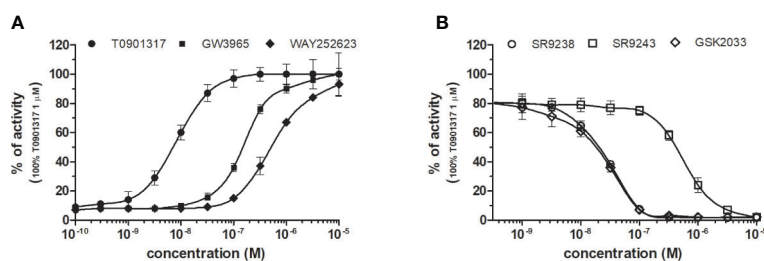 A
T0901317 GW3965 WAY252623
120
100
80
60
40
20
0
% of activity
(100% T0901317 1 µM)
10-10 10-9 10-8 10-7 10-6 10-5
concentration (M)
B
SR9238 SR9243 GSK2033
120
100
80
60
40
20
0
% of activity
(100% T0901317 1 µM)
10-9 10-8 10-7 10-6 10-5
concentration (M)